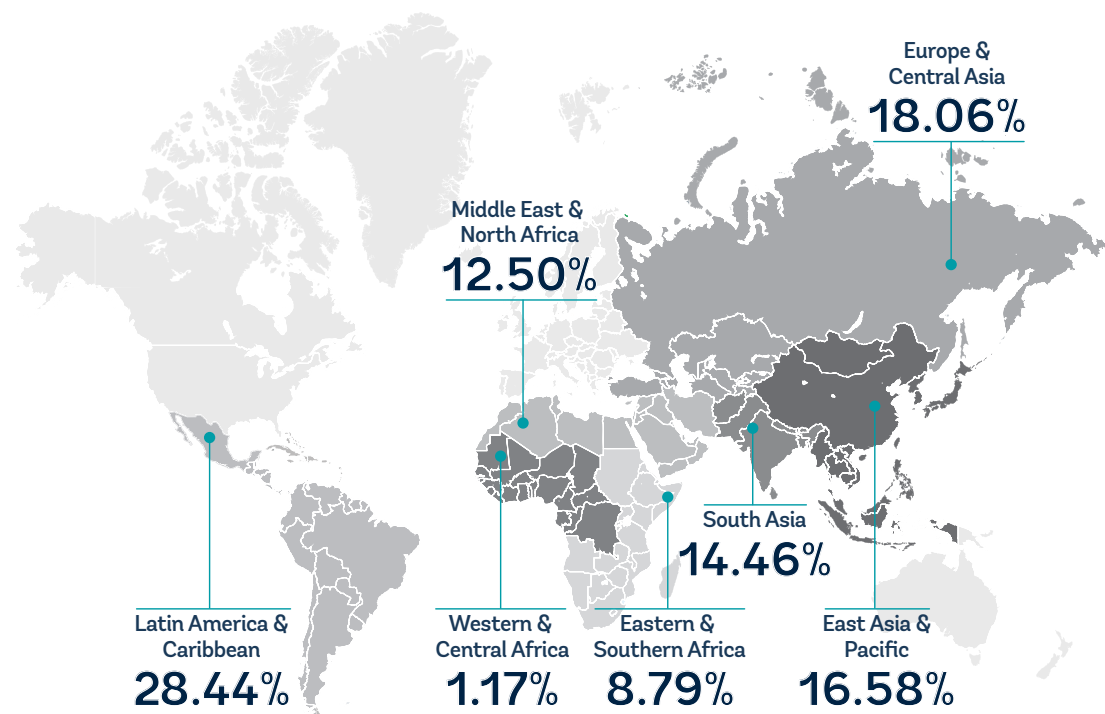 Europe &
Central Asia
18.06%
Middle East &
North Africa
12.50%
South Asia
14.46%
Latin America &
Caribbean
28.44%
Western &
Central Africa
1.17%
Eastern &
Southern Africa
8.79%
East Asia &
Pacific
16.58%